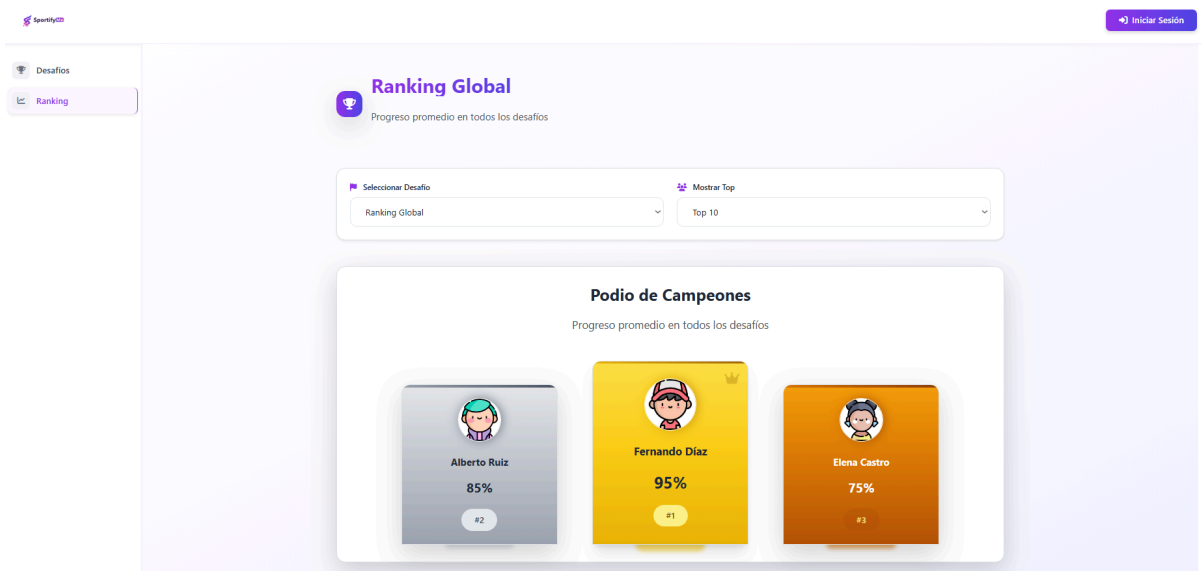 Sportify
Iniciar Sesión
Desafíos
Ranking
Ranking Global
Progreso promedio en todos los desafíos
Seleccionar Desafío
Mostrar Top
Ranking Global
Top 10
Podio de Campeones
Progreso promedio en todos los desafíos
Alberto Ruiz
85%
#2
Fernando Díaz
95%
#1
Elena Castro
75%
#3